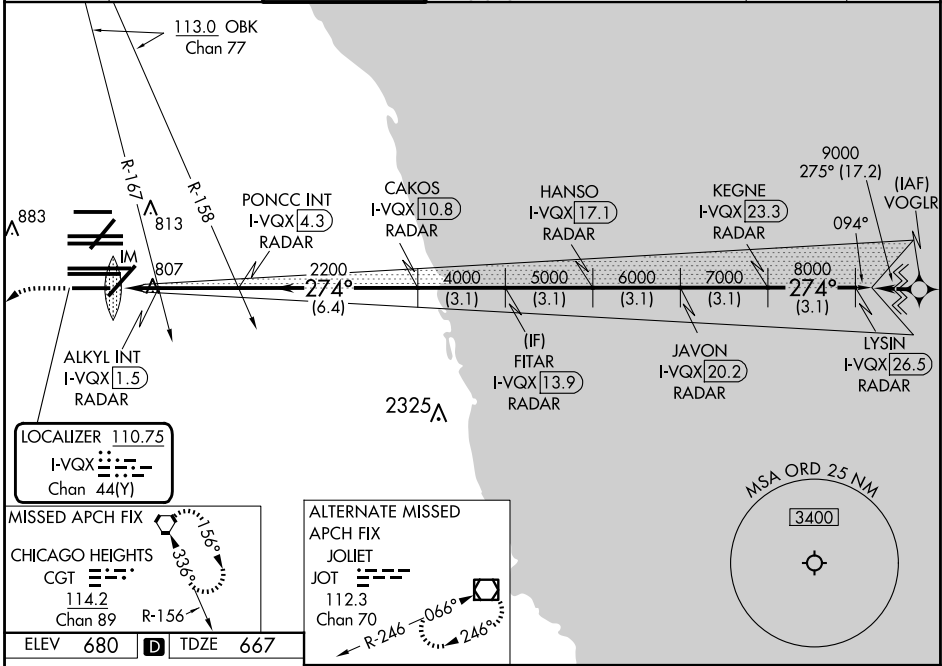 113.0 OBK
Chan 77
R-167
R-158
883
813
IM
807
PONCC INT
I-VQX 4.3
RADAR
CAKOS
I-VQX 10.8
RADAR
HANSO
I-VQX 17.1
RADAR
KEGNE
I-VQX 23.3
RADAR
9000
275° (17.2)
(IAF)
VOGLR
094°
2200
274°
(6.4)
4000
(3.1)
5000
(3.1)
6000
(3.1)
7000
(3.1)
8000
274°
(3.1)
ALKYL INT
I-VQX 1.5
RADAR
(IF)
FITAR
I-VQX 13.9
RADAR
JAVON
I-VQX 20.2
RADAR
LYSIN
I-VQX 26.5
RADAR
2325
LOCALIZER 110.75
I-VQX
Chan 44(Y)
MISSED APCH FIX
CHICAGO HEIGHTS
CGT
114.2
Chan 89
156°
336°
R-156
ALTERNATE MISSED
APCH FIX
JOLIET
JOT
112.3
Chan 70
R-246
066°
246°
MSA ORD 25 NM
3400
ELEV 680 D TDZE 667